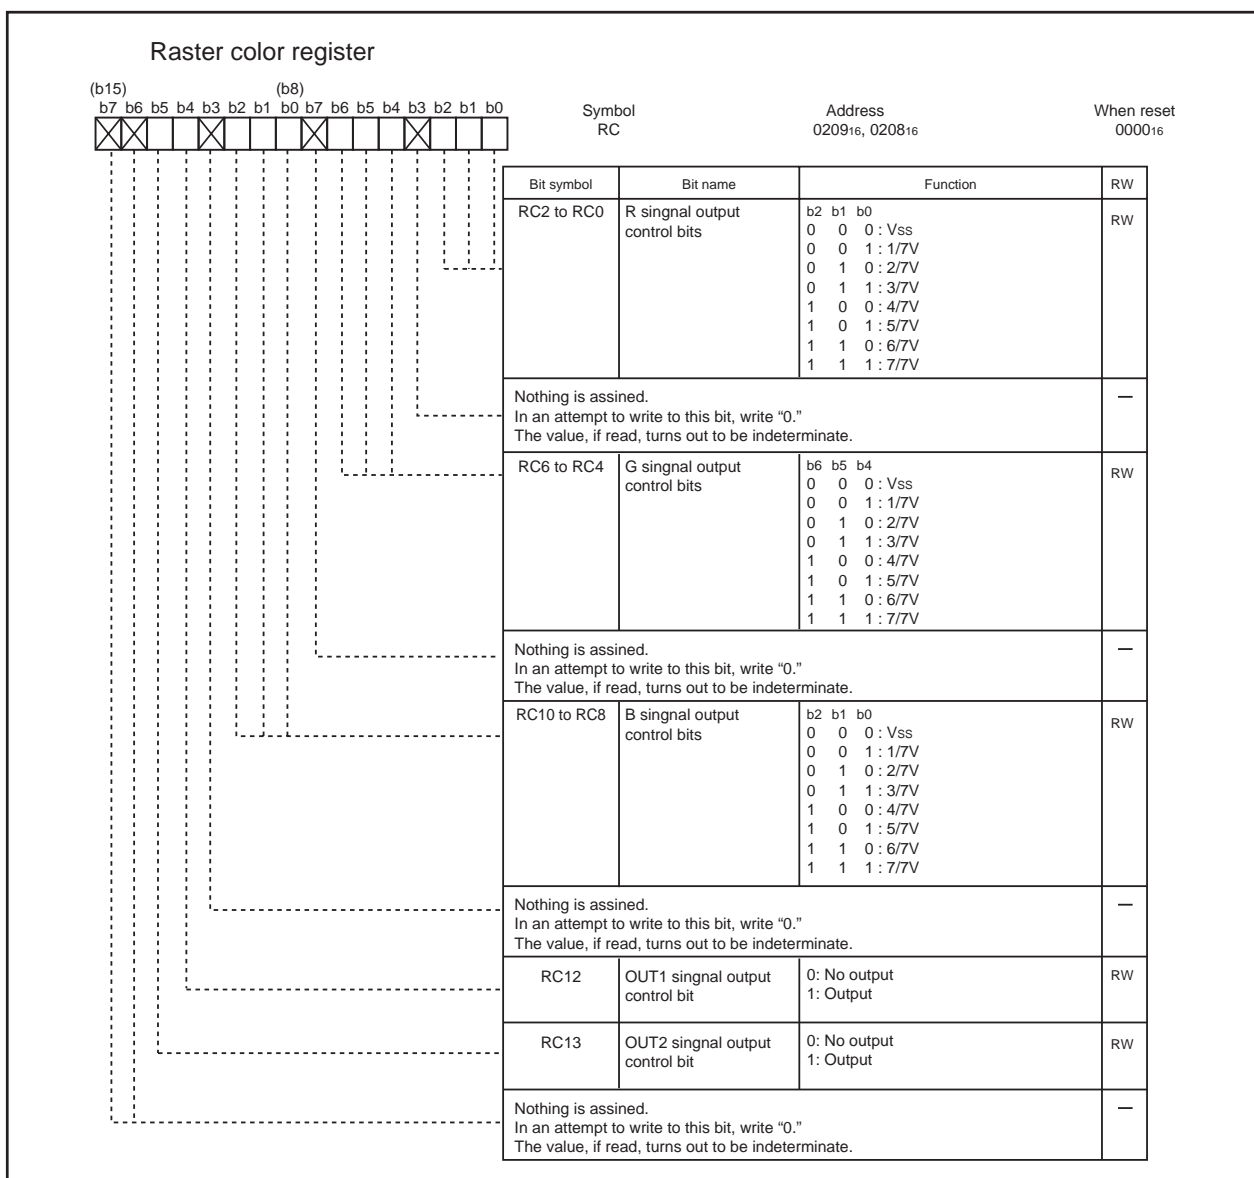 Raster color register
(b15) (b8)
b7 b6 b5 b4 b3 b2 b1 b0 b7 b6 b5 b4 b3 b2 b1 b0
Symbol Address When reset
RC 020916, 020816 000016
Bit symbol Bit name Function RW
RC2 to RC0 R singnal output control bits b2 b1 b0 RW
0 0 0 : Vss
0 0 1 : 1/7V
0 1 0 : 2/7V
0 1 1 : 3/7V
1 0 0 : 4/7V
1 0 1 : 5/7V
1 1 0 : 6/7V
1 1 1 : 7/7V
Nothing is assined. —
In an attempt to write to this bit, write “0.”
The value, if read, turns out to be indeterminate.
RC6 to RC4 G singnal output control bits b6 b5 b4 RW
0 0 0 : Vss
0 0 1 : 1/7V
0 1 0 : 2/7V
0 1 1 : 3/7V
1 0 0 : 4/7V
1 0 1 : 5/7V
1 1 0 : 6/7V
1 1 1 : 7/7V
Nothing is assined. —
In an attempt to write to this bit, write “0.”
The value, if read, turns out to be indeterminate.
RC10 to RC8 B singnal output control bits b2 b1 b0 RW
0 0 0 : Vss
0 0 1 : 1/7V
0 1 0 : 2/7V
0 1 1 : 3/7V
1 0 0 : 4/7V
1 0 1 : 5/7V
1 1 0 : 6/7V
1 1 1 : 7/7V
Nothing is assined. —
In an attempt to write to this bit, write “0.”
The value, if read, turns out to be indeterminate.
RC12 OUT1 singnal output 0: No output RW
control bit 1: Output
RC13 OUT2 singnal output 0: No output RW
control bit 1: Output
Nothing is assined. —
In an attempt to write to this bit, write “0.”
The value, if read, turns out to be indeterminate.